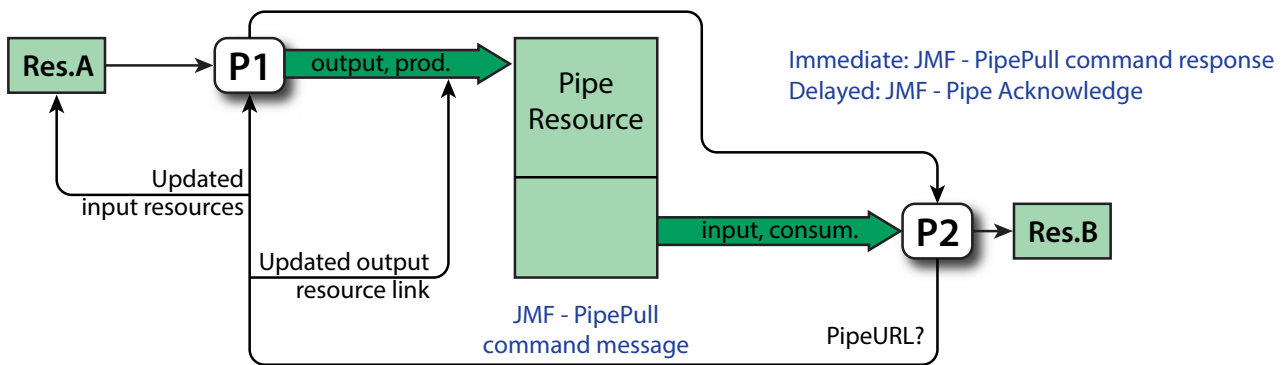 Res.A
P1
output, prod.
Pipe
Resource
Immediate: JMF - PipePull command response
Delayed: JMF - Pipe Acknowledge
Updated
input resources
input, consum.
P2
Res.B
Updated output
resource link
JMF - PipePull
command message
PipeURL?